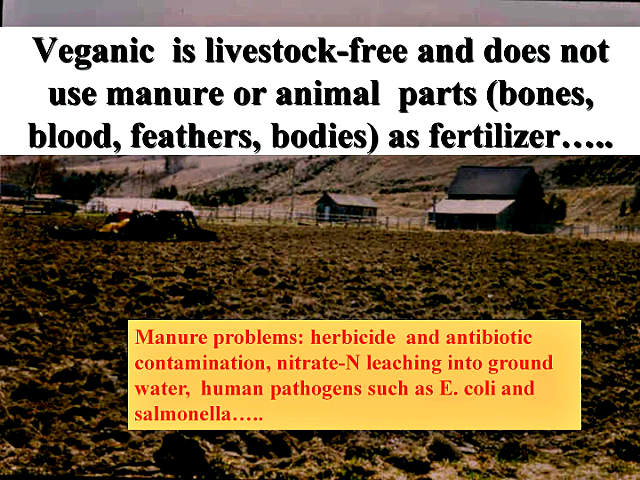 Veganic  is livestock-free and does not
use manure or animal  parts (bones,
blood, feathers, bodies) as fertilizer…..
Manure problems: herbicide  and antibiotic
contamination, nitrate-N leaching into ground
water,  human pathogens such as E. coli and
salmonella…..